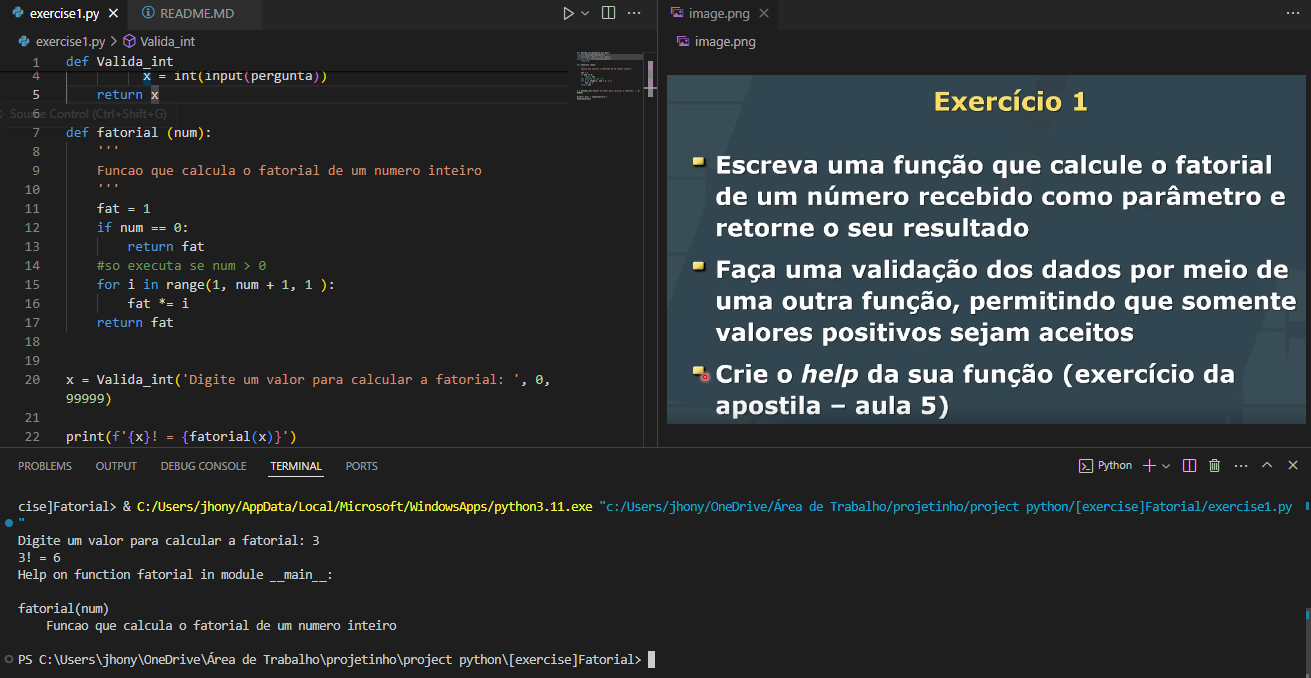 exercise1.py
README.MD
exercise1.py > Valida_int
1 def Valida_int
4 x = int(input(pergunta))
5 return x
6
Source Control (Ctrl+Shift+G)
7 def fatorial (num):
8 '''
9 Funcao que calcula o fatorial de um numero inteiro
10 '''
11 fat = 1
12 if num == 0:
13 return fat
14 #so executa se num > 0
15 for i in range(1, num + 1, 1 ):
16 fat *= i
17 return fat
18
19
20 x = Valida_int('Digite um valor para calcular a fatorial: ', 0,
99999)
21
22 print(f'{x}! = {fatorial(x)}')
image.png
image.png
Exercício 1
Escreva uma função que calcule o fatorial
de um número recebido como parâmetro e
retorne o seu resultado
Faça uma validação dos dados por meio de
uma outra função, permitindo que somente
valores positivos sejam aceitos
Crie o help da sua função (exercício da
apostila – aula 5)
PROBLEMS OUTPUT DEBUG CONSOLE TERMINAL PORTS
Python
cise]Fatorial> & C:/Users/jhony/AppData/Local/Microsoft/WindowsApps/python3.11.exe "c:/Users/jhony/OneDrive/Área de Trabalho/projetinho/project python/[exercise]Fatorial/exercise1.py
"
Digite um valor para calcular a fatorial: 3
3! = 6
Help on function fatorial in module __main__:
fatorial(num)
Funcao que calcula o fatorial de um numero inteiro
PS C:\Users\jhony\OneDrive\Área de Trabalho\projetinho\project python\[exercise]Fatorial>